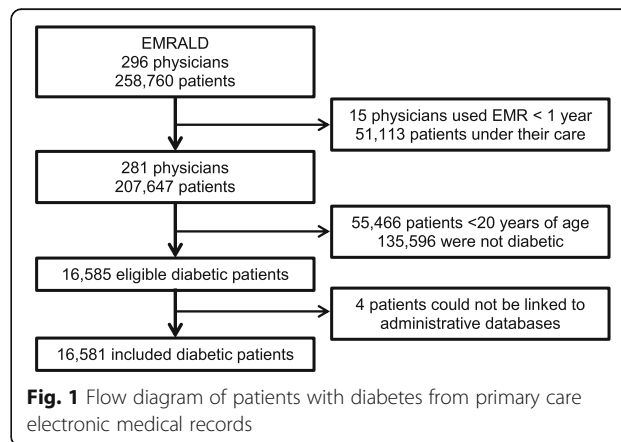 EMRALD
296 physicians
258,760 patients
15 physicians used EMR < 1 year
51,113 patients under their care
281 physicians
207,647 patients
55,466 patients <20 years of age
135,596 were not diabetic
16,585 eligible diabetic patients
4 patients could not be linked to
administrative databases
16,581 included diabetic patients
Fig. 1 Flow diagram of patients with diabetes from primary care
electronic medical records